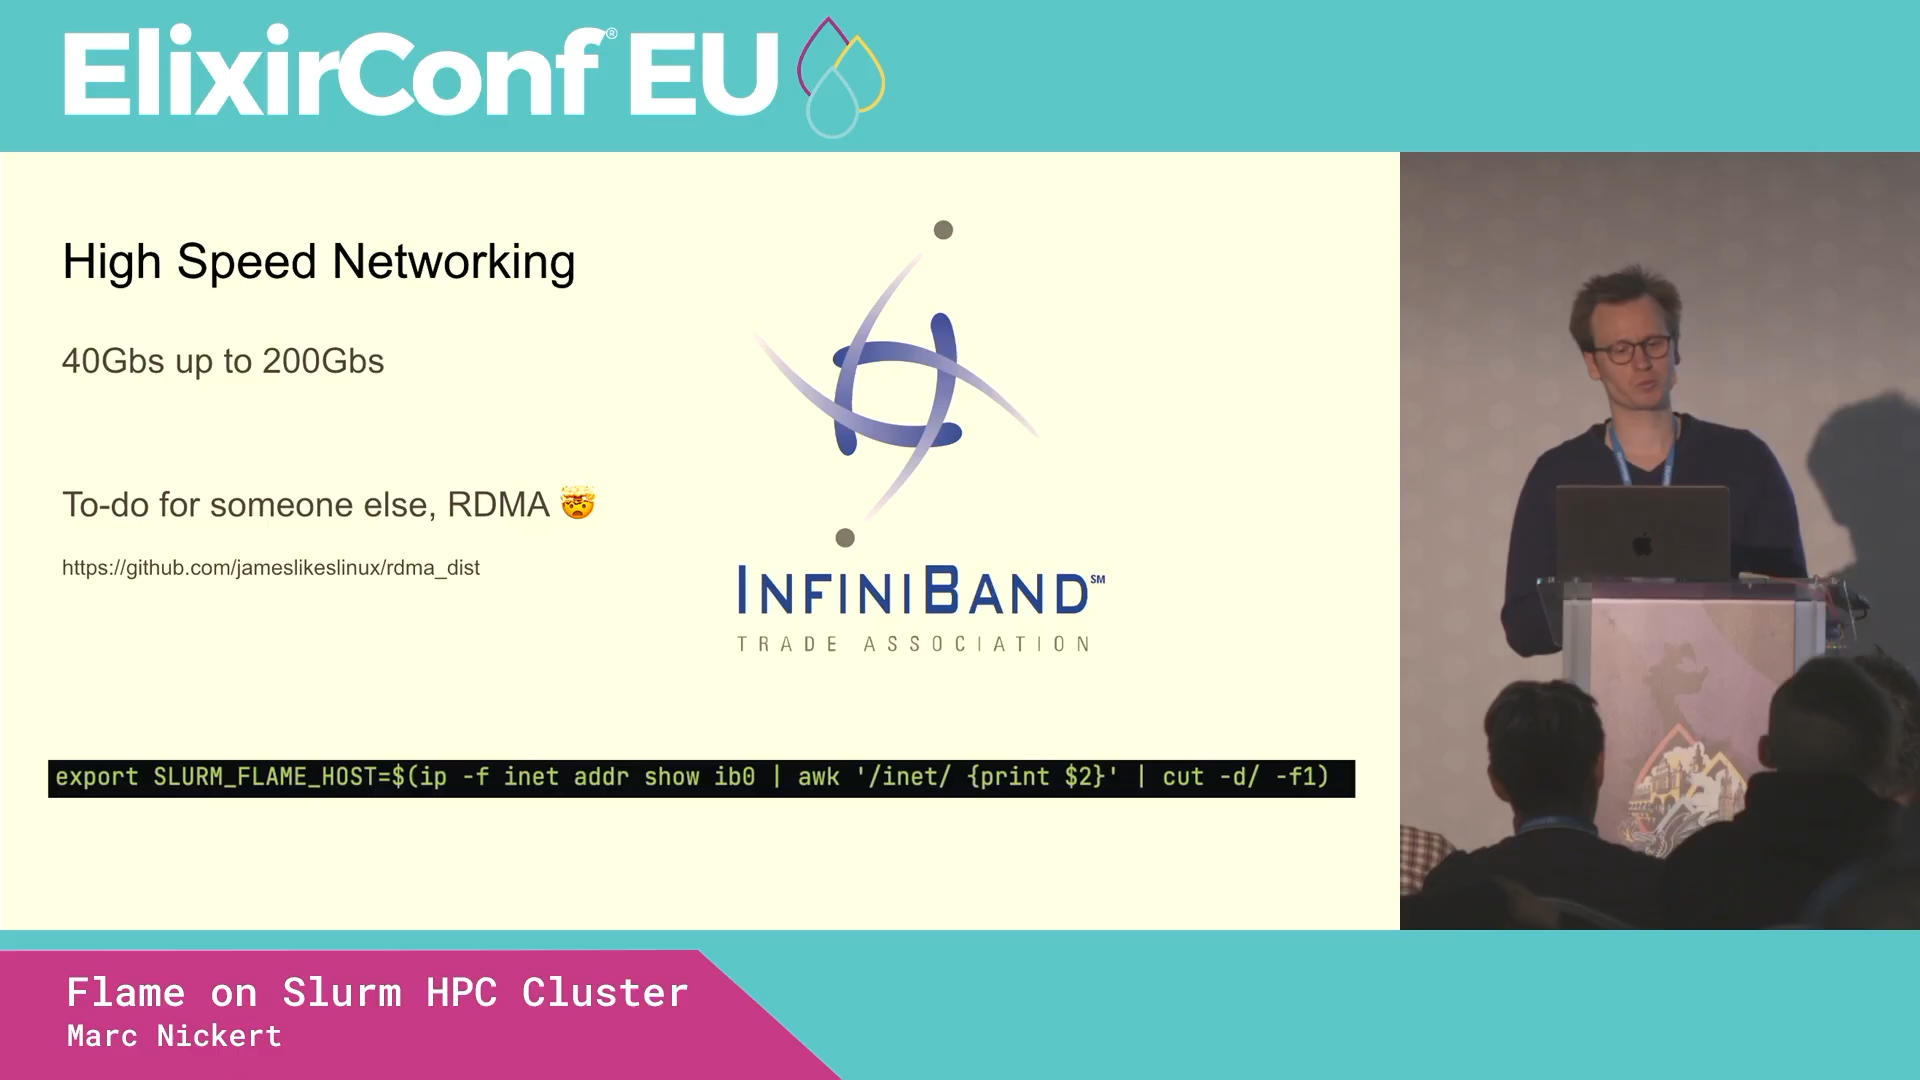 ElixirConf® EU
High Speed Networking
40Gbs up to 200Gbs
To-do for someone else, RDMA 🤯
https://github.com/jameslikeslinux/rdma_dist
INFINIBAND℠
TRADE ASSOCIATION
export SLURM_FLAME_HOST=$(ip -f inet addr show ib0 | awk '/inet/ {print $2}' | cut -d/ -f1)
Flame on Slurm HPC Cluster
Marc Nickert